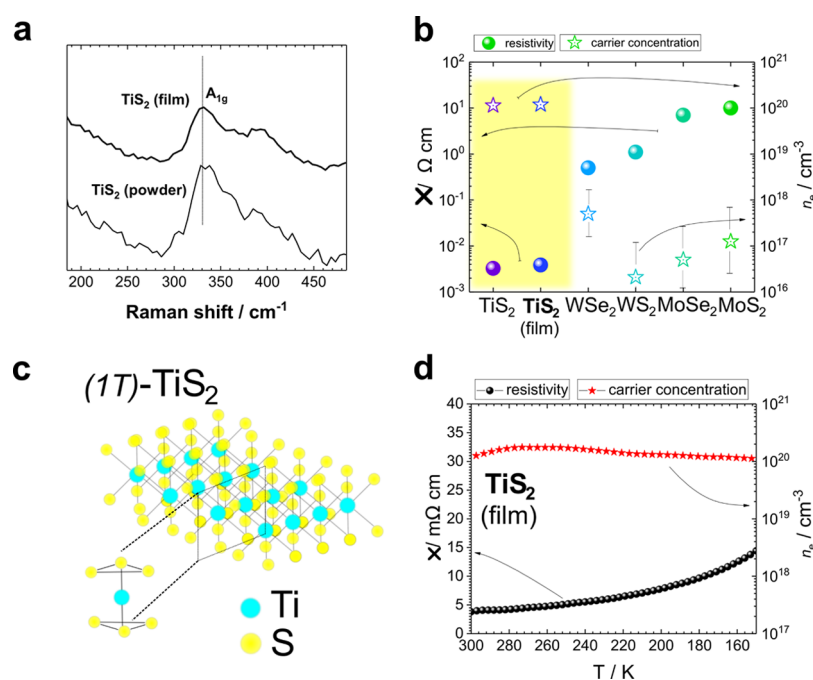 a
TiS2 (film)
A1g
TiS2 (powder)
350 250 300 350 400 450
Raman shift / cm-1
b
resistivity
carrier concentration
10^2
10^1
10^0
10^-1
10^-2
10^-3
x/ Ω cm
10^21
10^20
10^19
10^18
10^17
10^16
ne / cm-3
TiS2 TiS2 WSe2 WS2 MoSe2 MoS2
(film)
c
(1T)-TiS2
Ti
S
d
resistivity
carrier concentration
40
35
30
25
20
15
10
5
0
x/ mΩ cm
TiS2
(film)
10^21
10^20
10^19
10^18
10^17
ne / cm-3
300 280 260 240 220 200 180 160
T / K